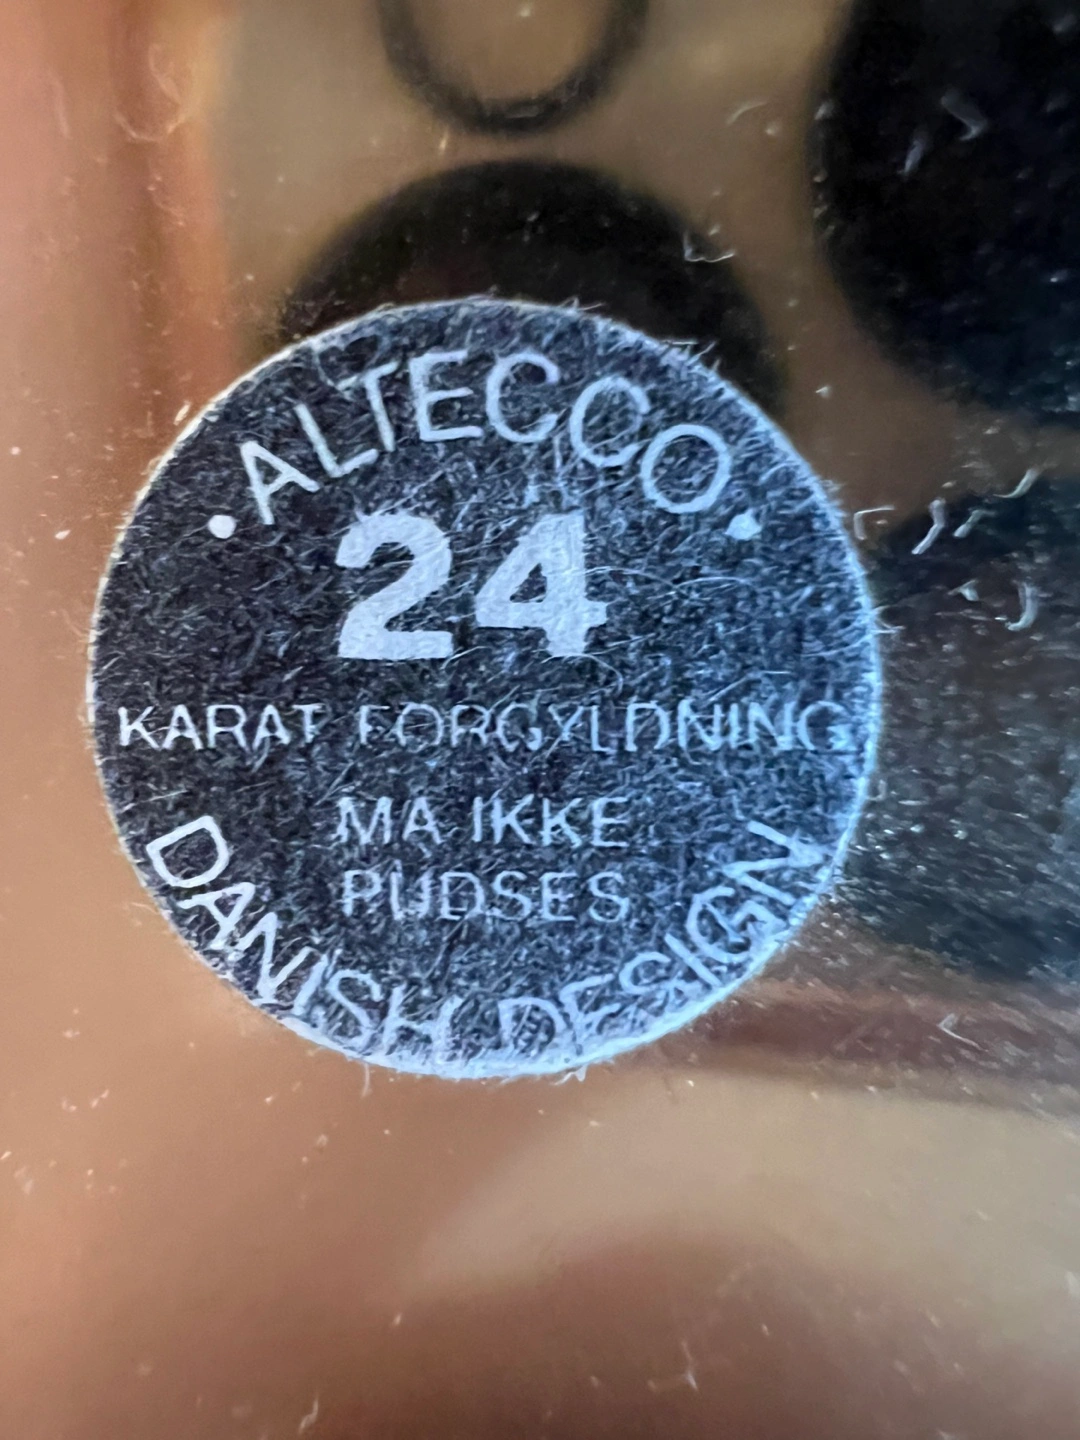 · ALTECCO ·
24
KARAT FORGYLDNING
MA IKKE
PUDSES
DANISH DESIGN